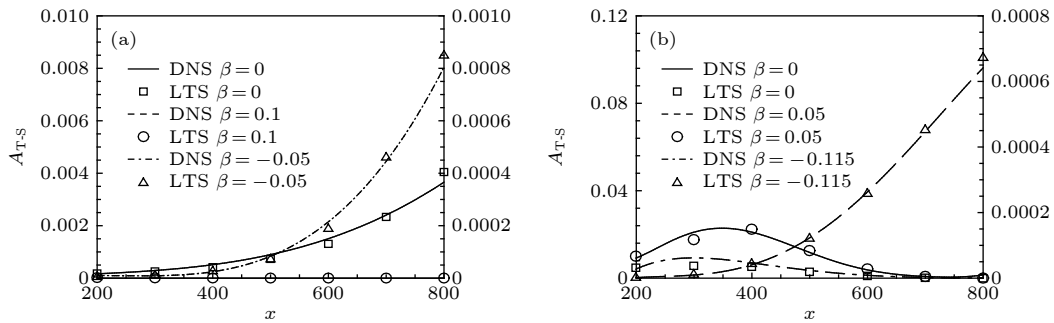 0.010
0.008
0.006
0.004
0.002
0
A_T-S
(a)
DNS β=0
LTS β=0
DNS β=0.1
LTS β=0.1
DNS β=−0.05
LTS β=−0.05
0.0010
0.0008
0.0006
0.0004
0.0002
0
200 300 400 500 600 700 800
x
0.12
0.08
0.04
0
A_T-S
(b)
DNS β=0
LTS β=0
DNS β=0.05
LTS β=0.05
DNS β=−0.115
LTS β=−0.115
0.0008
0.0006
0.0004
0.0002
0
200 300 400 500 600 700 800
x